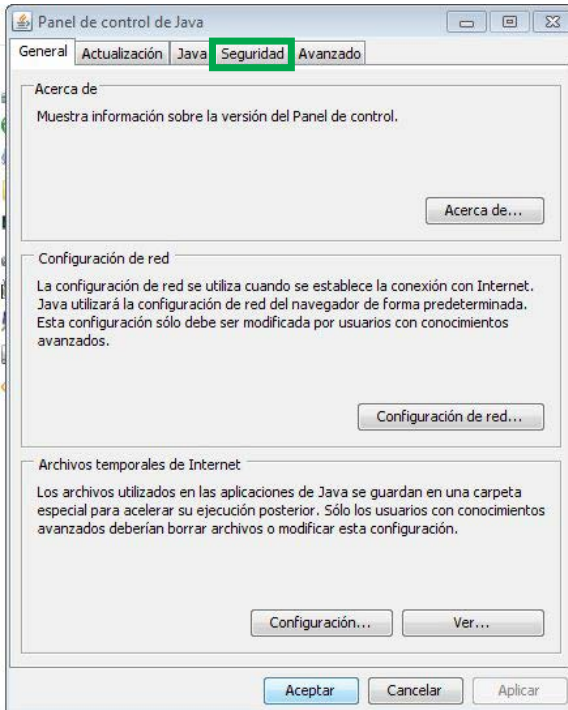 Panel de control de Java
General Actualización Java Seguridad Avanzado
Acerca de
Muestra información sobre la versión del Panel de control.
Acerca de...
Configuración de red
La configuración de red se utiliza cuando se establece la conexión con Internet.
Java utilizará la configuración de red del navegador de forma predeterminada.
Esta configuración sólo debe ser modificada por usuarios con conocimientos
avanzados.
Configuración de red...
Archivos temporales de Internet
Los archivos utilizados en las aplicaciones de Java se guardan en una carpeta
especial para acelerar su ejecución posterior. Sólo los usuarios con conocimientos
avanzados deberían borrar archivos o modificar esta configuración.
Configuración... Ver...
Aceptar Cancelar Aplicar